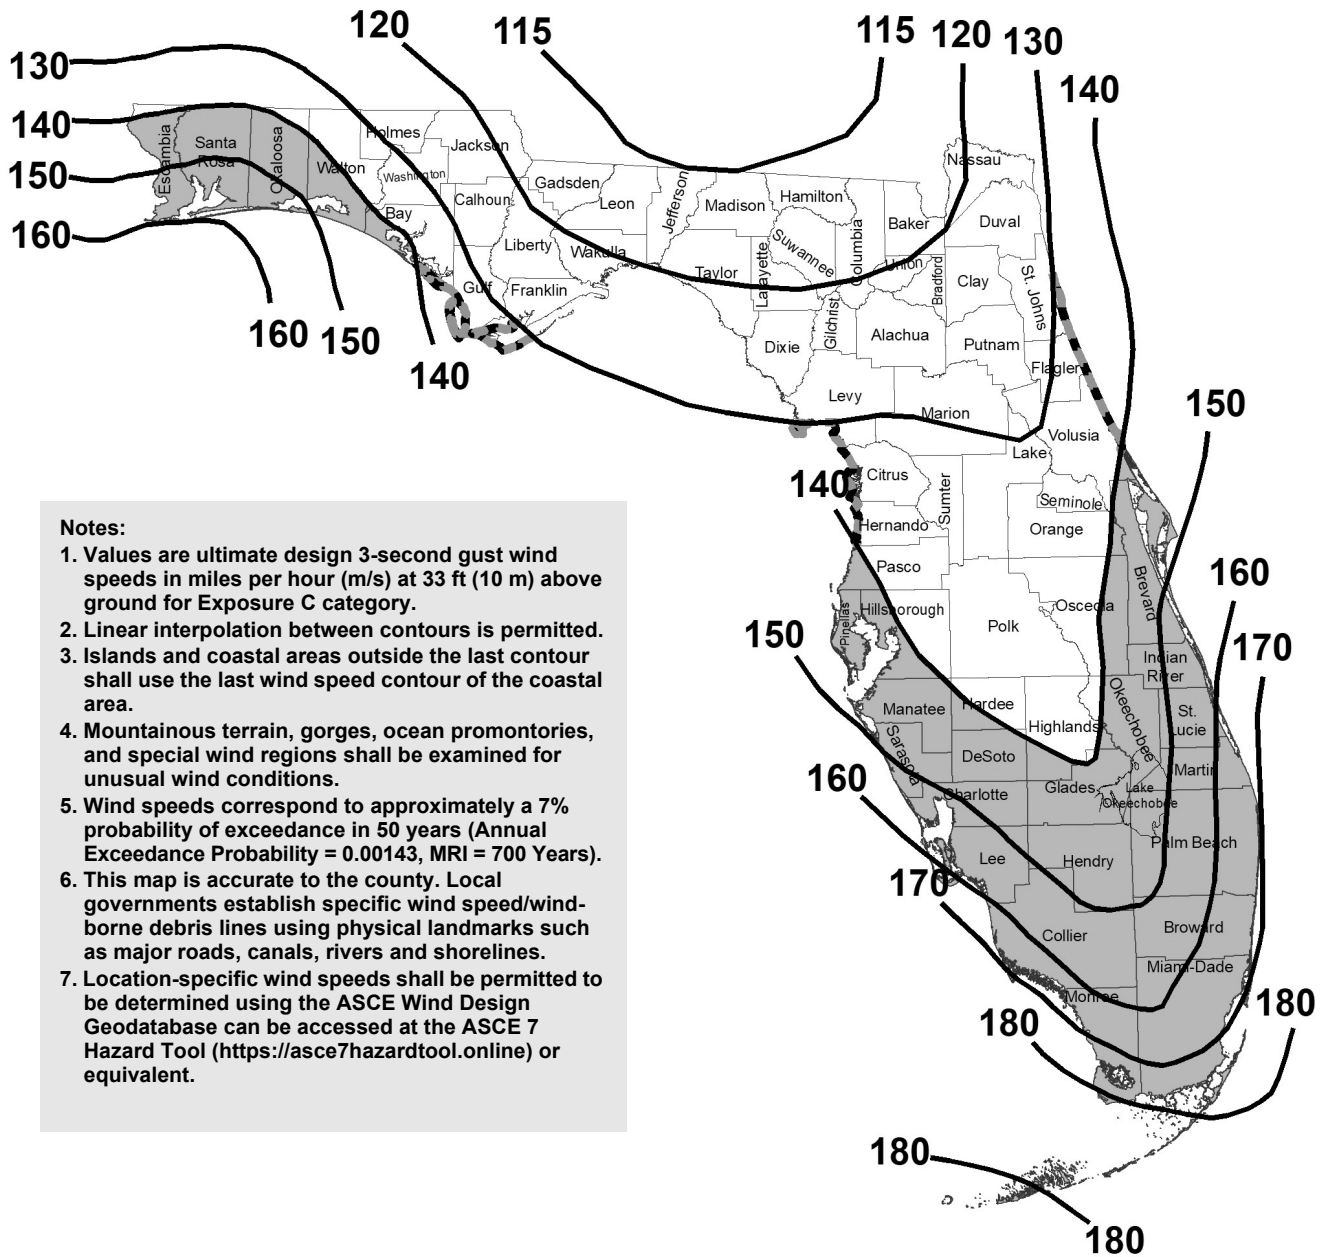 120
115
115
120
130
130
140
140
150
160
Escambia
Santa
Rosa
Okaloosa
Walton
Holmes
Washington
Jackson
Bay
Calhoun
Gulf
Liberty
Franklin
Gadsden
Leon
Wakulla
Jefferson
Madison
Taylor
Hamilton
Suwannee
Lafayette
Columbia
Baker
Union
Bradford
Nassau
Duval
Clay
St. Johns
Dixie
Gilchrist
Alachua
Putnam
Flagler
160
150
140
Levy
Marion
Volusia
150
140
Citrus
Sumter
Lake
Seminole
Hernando
Orange
Pasco
Brevard
160
Pinellas
Hillsborough
Polk
Osceola
150
170
Indian
River
Manatee
Hardee
Highlands
Okeechobee
St.
Lucie
Sarasota
DeSoto
Martin
160
Charlotte
Glades
Lake
Okeechobee
Lee
Hendry
Palm Beach
170
Collier
Broward
Miami-Dade
Monroe
180
180
180
180
Notes:
1. Values are ultimate design 3-second gust wind
speeds in miles per hour (m/s) at 33 ft (10 m) above
ground for Exposure C category.
2. Linear interpolation between contours is permitted.
3. Islands and coastal areas outside the last contour
shall use the last wind speed contour of the coastal
area.
4. Mountainous terrain, gorges, ocean promontories,
and special wind regions shall be examined for
unusual wind conditions.
5. Wind speeds correspond to approximately a 7%
probability of exceedance in 50 years (Annual
Exceedance Probability = 0.00143, MRI = 700 Years).
6. This map is accurate to the county. Local
governments establish specific wind speed/wind-
borne debris lines using physical landmarks such
as major roads, canals, rivers and shorelines.
7. Location-specific wind speeds shall be permitted to
be determined using the ASCE Wind Design
Geodatabase can be accessed at the ASCE 7
Hazard Tool (https://asce7hazardtool.online) or
equivalent.